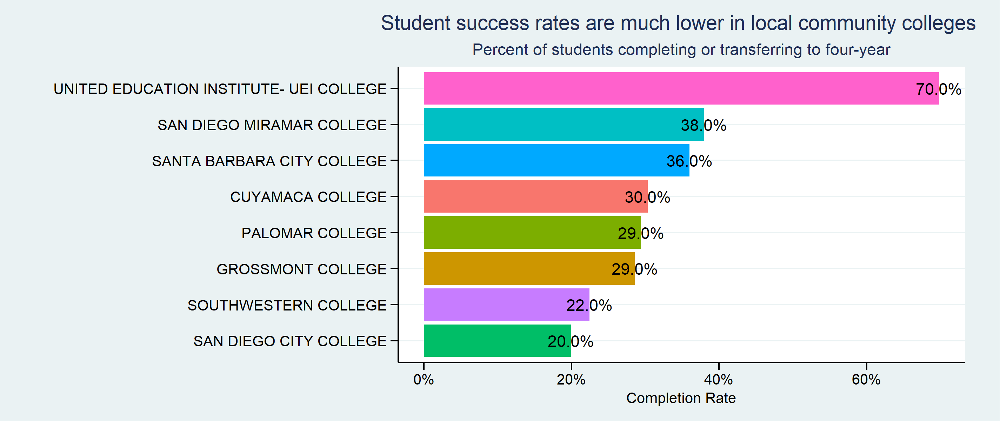 Student success rates are much lower in local community colleges
Percent of students completing or transferring to four-year
UNITED EDUCATION INSTITUTE- UEI COLLEGE
70.0%
SAN DIEGO MIRAMAR COLLEGE
38.0%
SANTA BARBARA CITY COLLEGE
36.0%
CUYAMACA COLLEGE
30.0%
PALOMAR COLLEGE
29.0%
GROSSMONT COLLEGE
29.0%
SOUTHWESTERN COLLEGE
22.0%
SAN DIEGO CITY COLLEGE
20.0%
0% 20% 40% 60%
Completion Rate